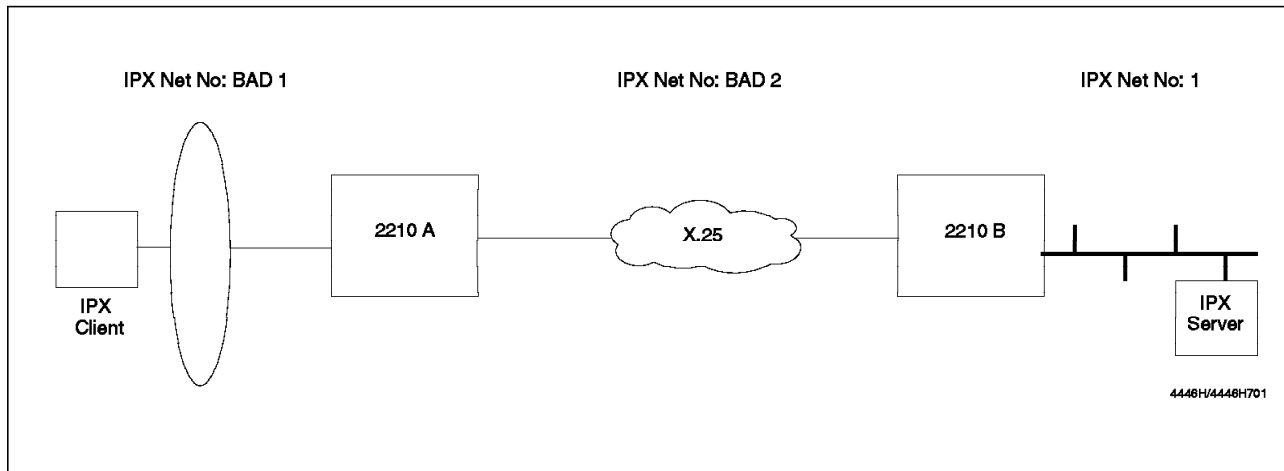 IPX Net No: BAD 1
IPX Net No: BAD 2
IPX Net No: 1
2210 A
X.25
2210 B
IPX
Client
IPX
Server
4446H/4446H701